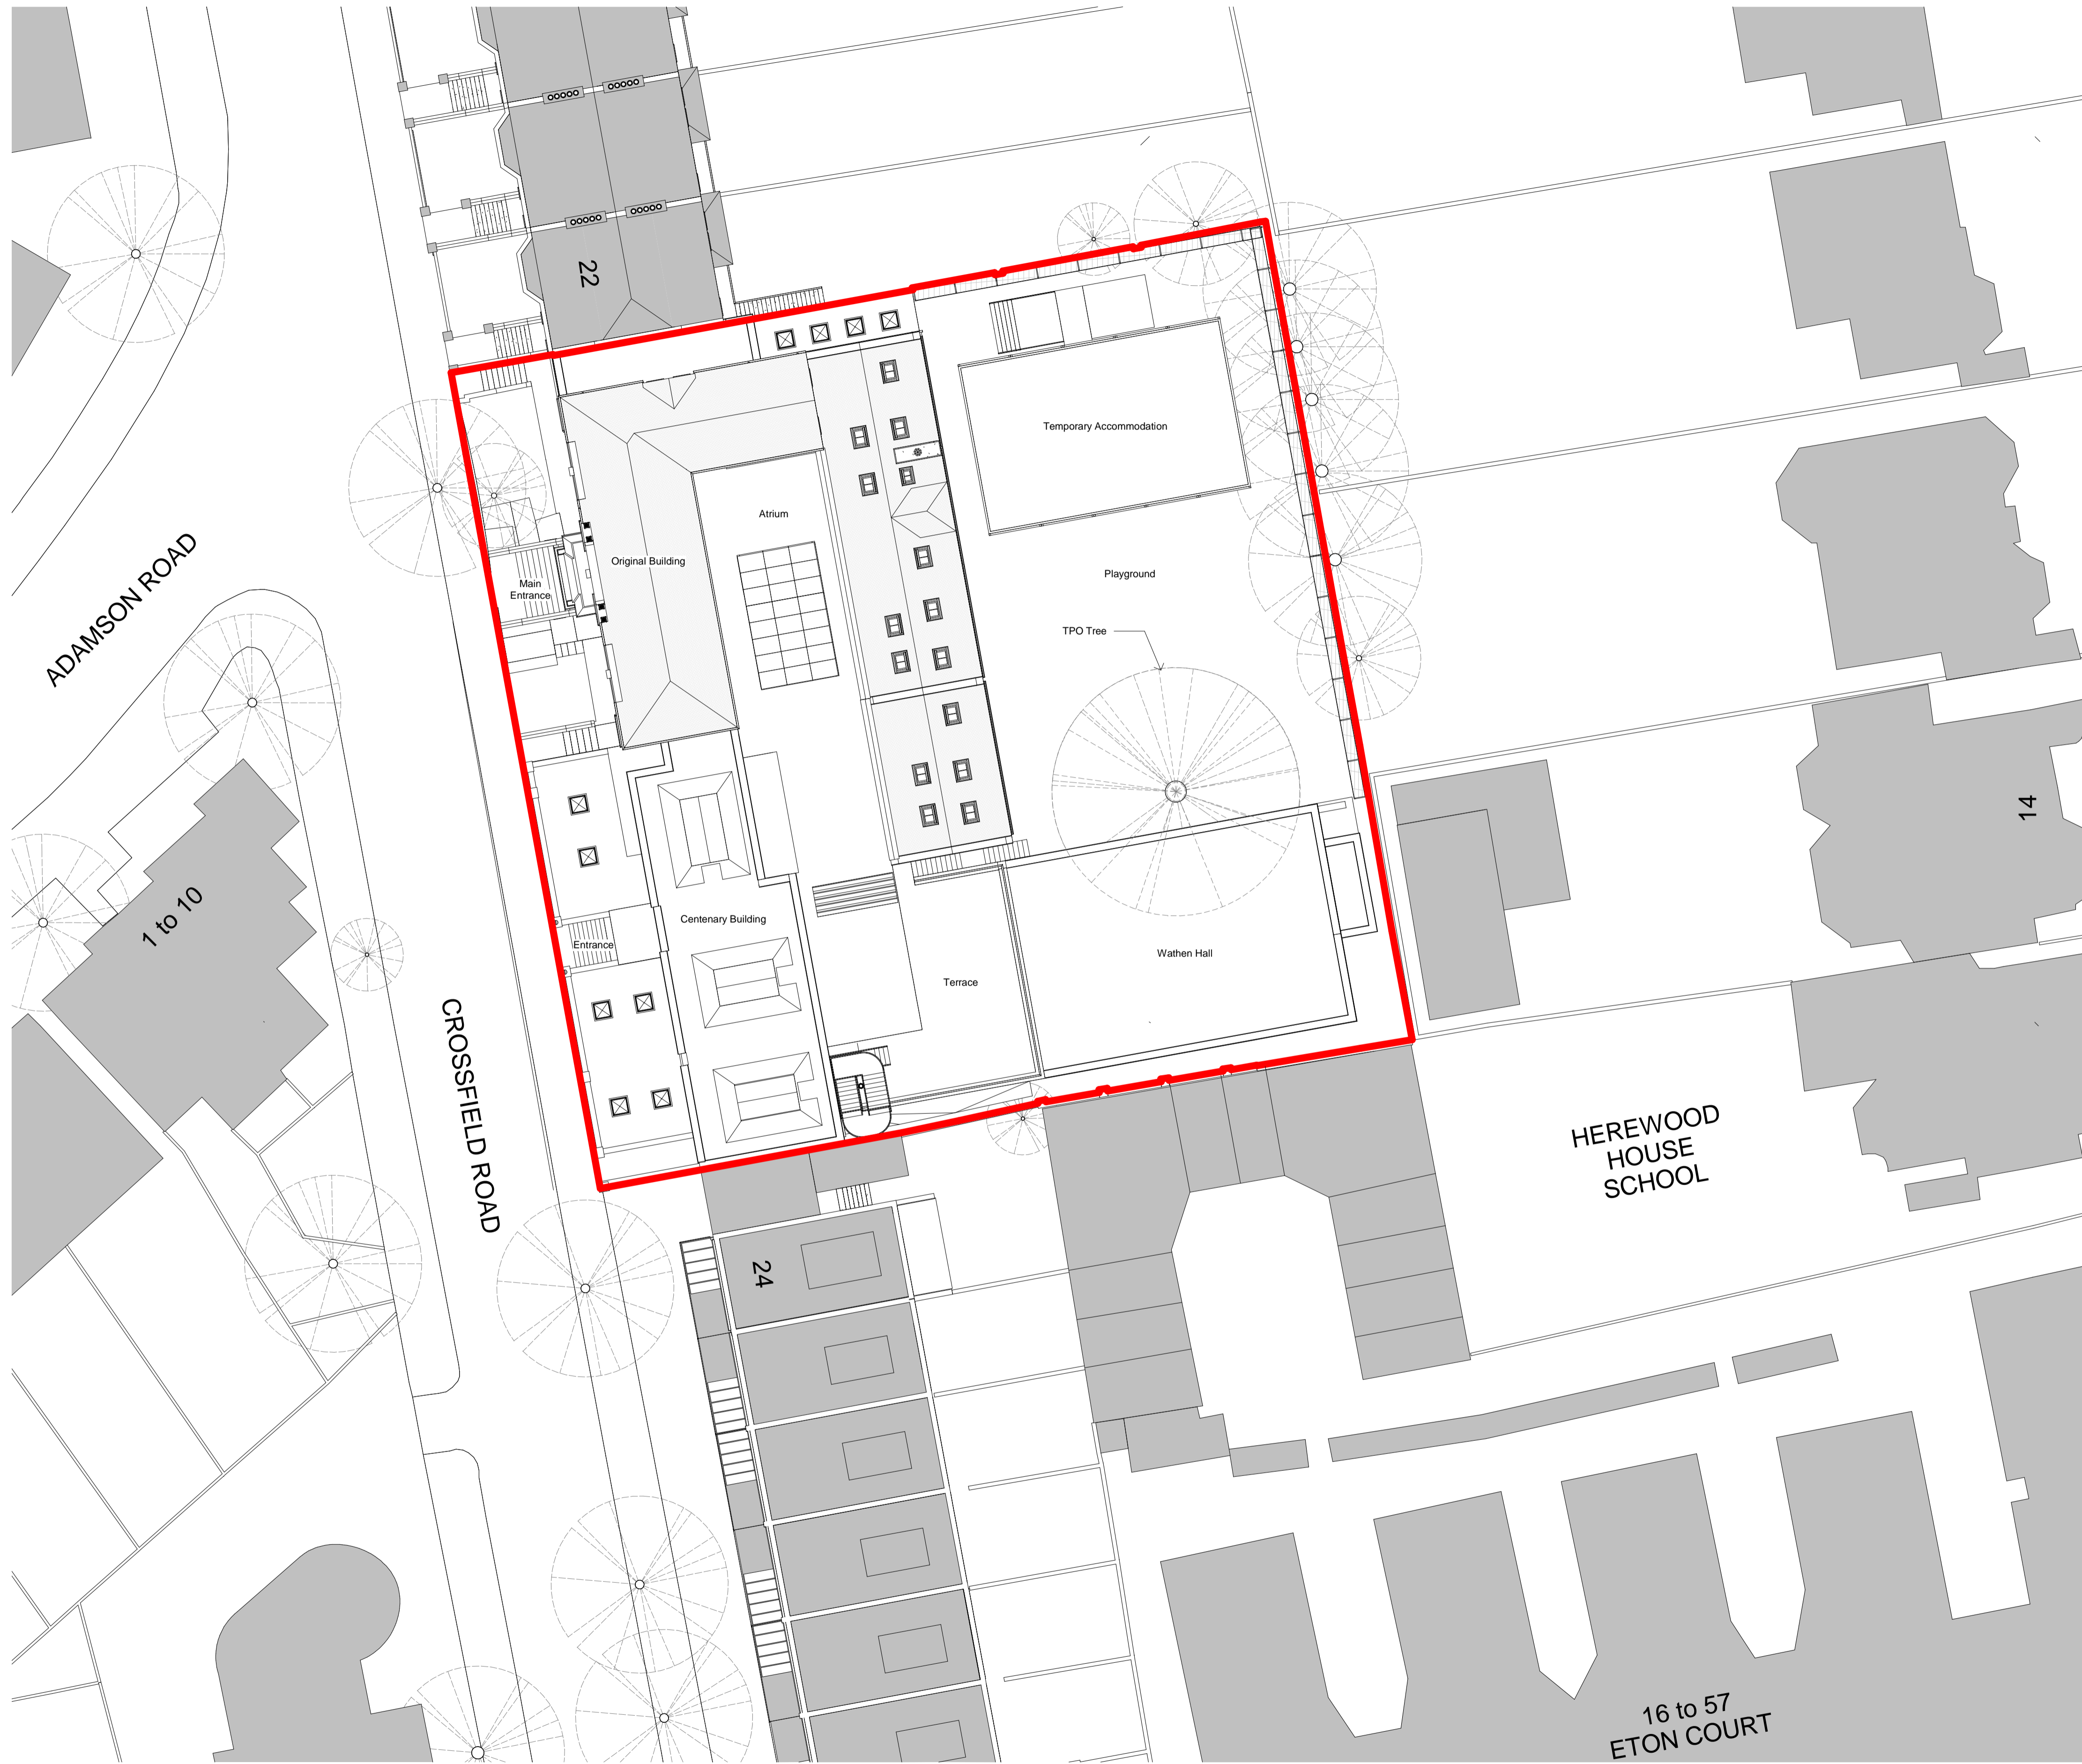 22
Temporary Accommodation
Atrium
Original Building
Main
Entrance
Playground
TPO Tree
ADAMSON ROAD
14
1 to 10
Centenary Building
Entrance
Wathen Hall
Terrace
CROSSFIELD ROAD
HEREWOOD
HOUSE
SCHOOL
24
16 to 57
ETON COURT